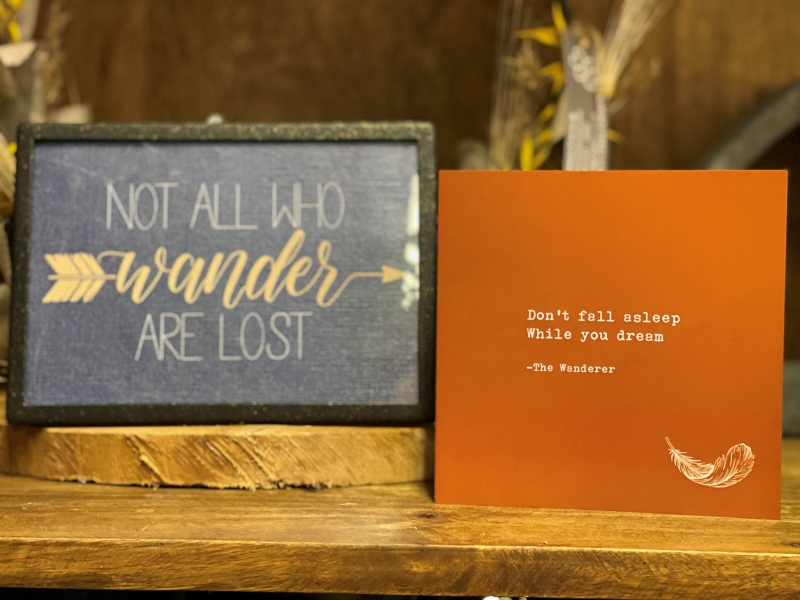 NOT ALL WHO
wander
ARE LOST
Don't fall asleep
While you dream
-The Wanderer